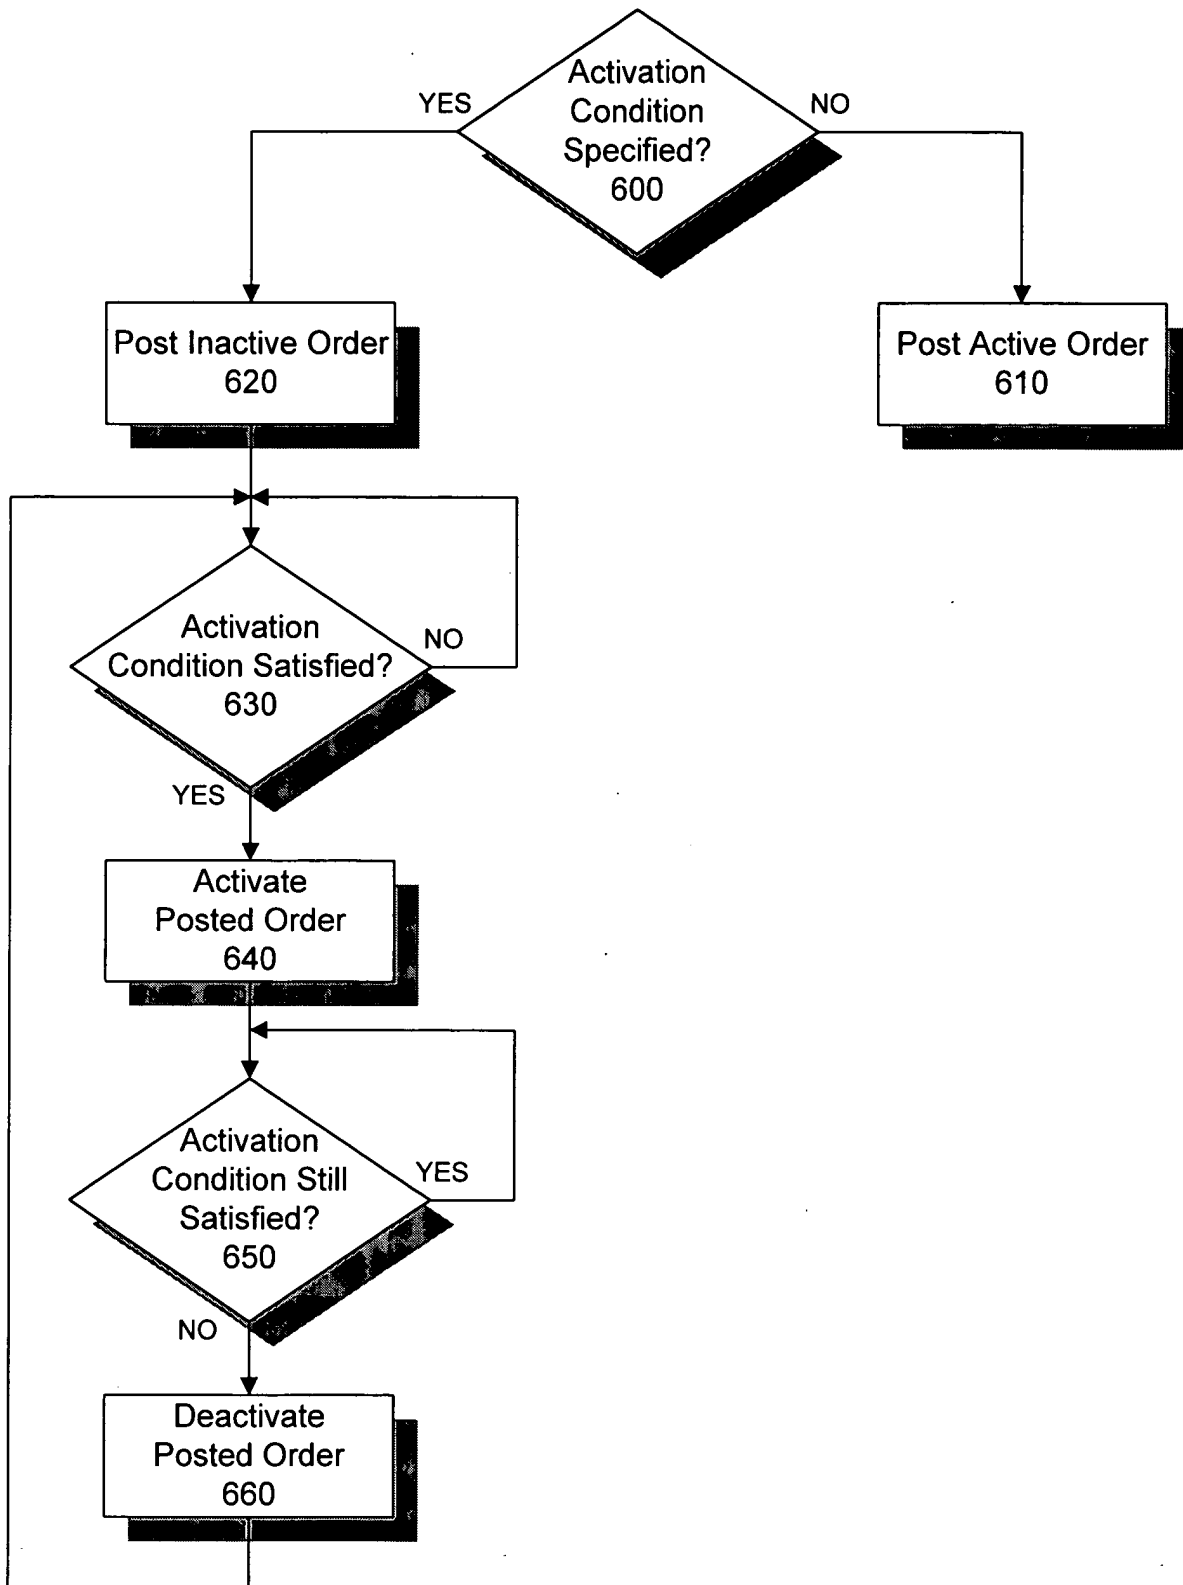 Activation
Condition
Specified?
600
YES
NO
Post Inactive Order
620
Post Active Order
610
Activation
Condition Satisfied?
630
NO
YES
Activate
Posted Order
640
Activation
Condition Still
Satisfied?
650
YES
NO
Deactivate
Posted Order
660